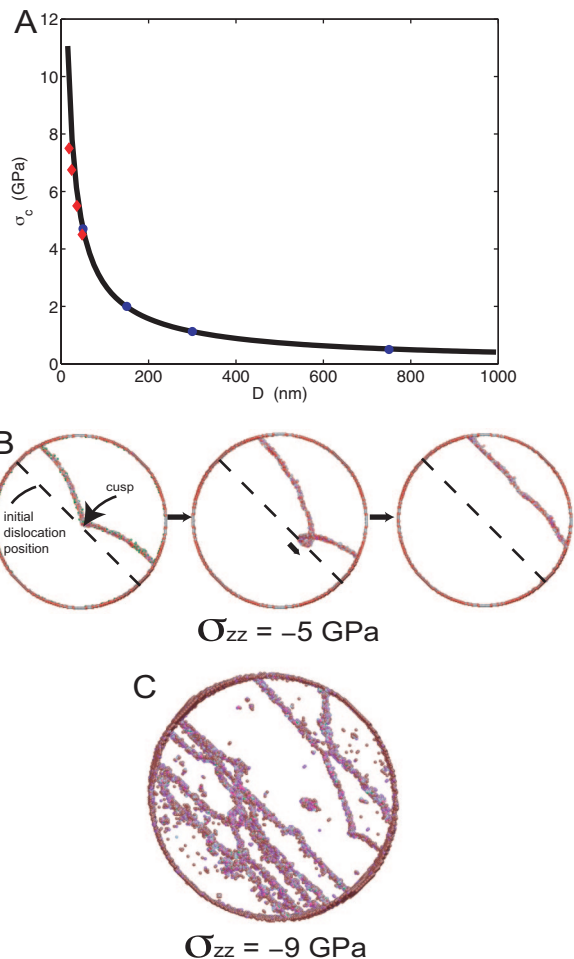 A
12
10
8
6
4
2
0
σc (GPa)
0 200 400 600 800 1000
D (nm)
B
cusp
initial
dislocation
position
σzz = −5 GPa
C
σzz = −9 GPa